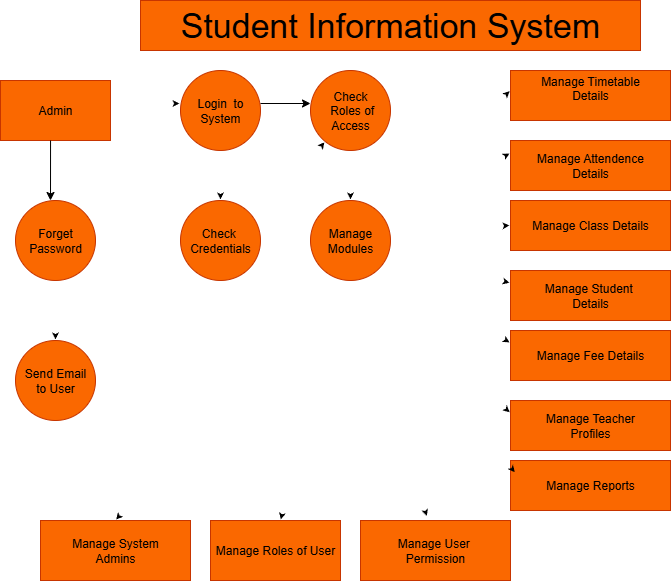 Student Information System
Admin
Login to
System
Check
Roles of
Access
Manage Timetable
Details
Manage Attendence
Details
Forget
Password
Check
Credentials
Manage
Modules
Manage Class Details
Manage Student
Details
Manage Fee Details
Send Email
to User
Manage Teacher
Profiles
Manage Reports
Manage System
Admins
Manage Roles of User
Manage User
Permission